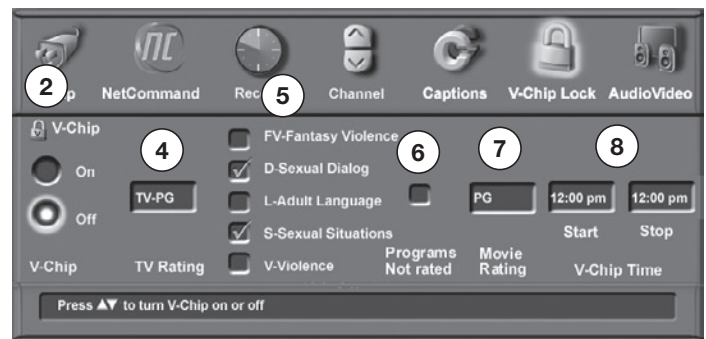 2 4 5 6 7 8
NetCommand Channel Captions V-Chip Lock AudioVideo
V-Chip
On
Off
V-Chip
TV-PG
TV Rating
FV-Fantasy Violence
D-Sexual Dialog
L-Adult Language
S-Sexual Situations
V-Violence
Programs
Not rated
PG
Movie
Rating
12:00 pm 12:00 pm
Start Stop
V-Chip Time
Press ▲▼ to turn V-Chip on or off